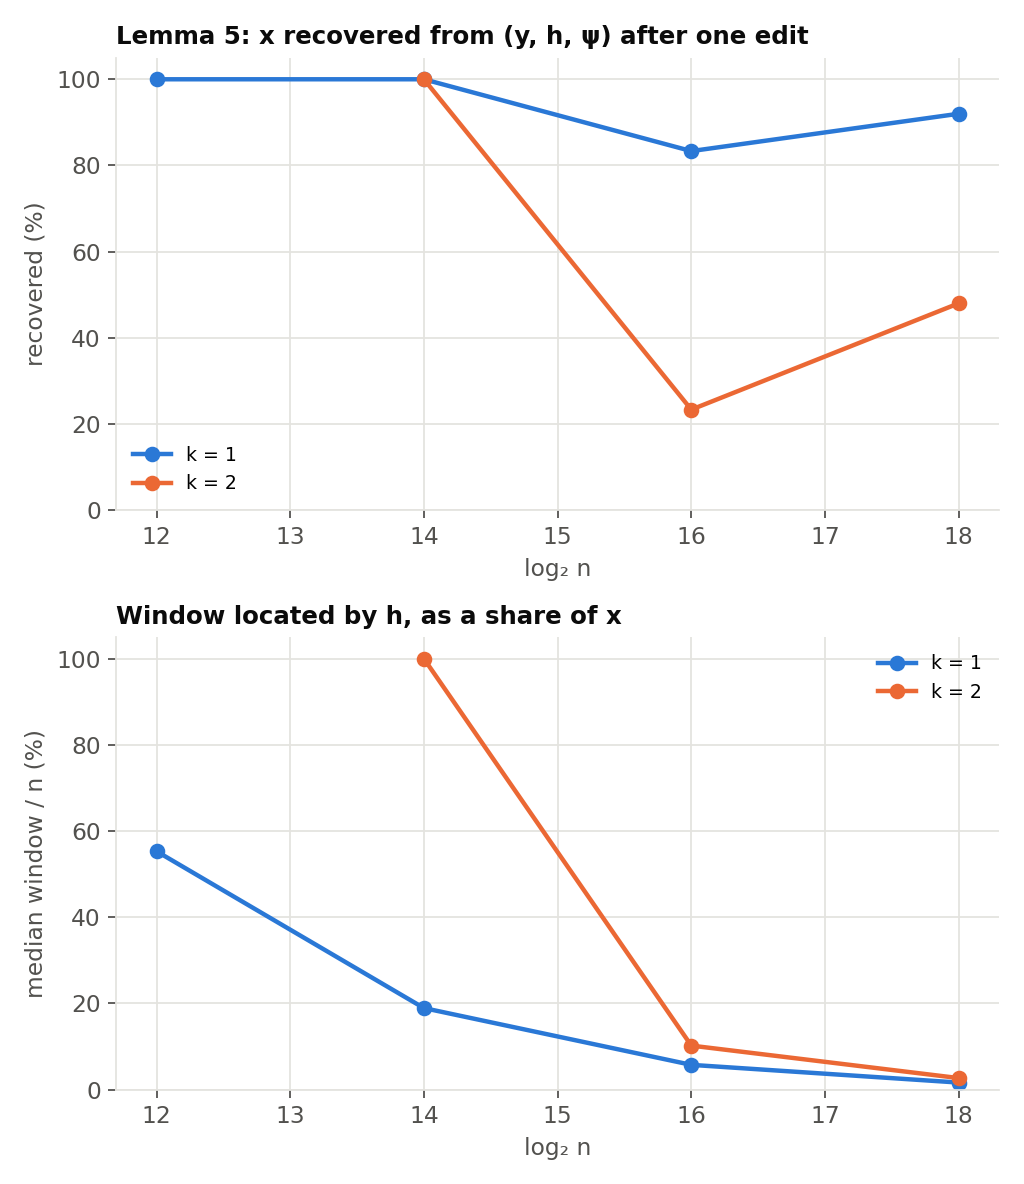 Lemma 5: x recovered from (y, h, ψ) after one edit
100
80
60
40
20
0
recovered (%)
k = 1
k = 2
12 13 14 15 16 17 18
log₂ n
Window located by h, as a share of x
100
80
60
40
20
0
median window / n (%)
k = 1
k = 2
12 13 14 15 16 17 18
log₂ n